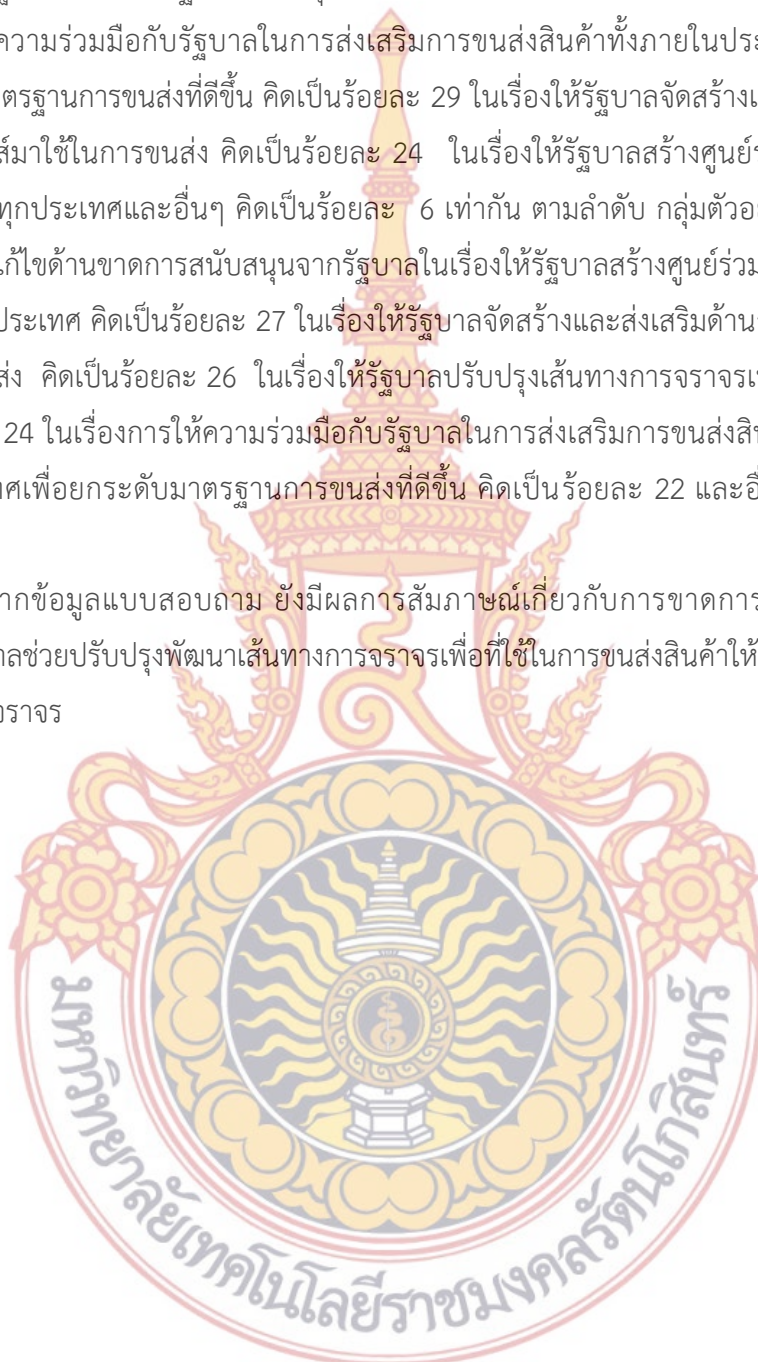 ความร่วมมือกับรัฐบาลในการส่งเสริมการขนส่งสินค้าทั้งภายในประ
ตรฐานการขนส่งที่ดีขึ้น คิดเป็นร้อยละ 29 ในเรื่องให้รัฐบาลจัดสร้างเ
ส์มาใช้ในการขนส่ง คิดเป็นร้อยละ 24 ในเรื่องให้รัฐบาลสร้างศูนย์ร
ทุกประเทศและอื่นๆ คิดเป็นร้อยละ 6 เท่ากัน ตามลำดับ กลุ่มตัวอย
แก้ไขด้านขาดการสนับสนุนจากรัฐบาลในเรื่องให้รัฐบาลสร้างศูนย์ร่วม
ประเทศ คิดเป็นร้อยละ 27 ในเรื่องให้รัฐบาลจัดสร้างและส่งเสริมด้าน
ส่ง คิดเป็นร้อยละ 26 ในเรื่องให้รัฐบาลปรับปรุงเส้นทางการจราจรเ
24 ในเรื่องการให้ความร่วมมือกับรัฐบาลในการส่งเสริมการขนส่งสิน
ทศเพื่อยกระดับมาตรฐานการขนส่งที่ดีขึ้น คิดเป็นร้อยละ 22 และอื่
ากข้อมูลแบบสอบถาม ยังมีผลการสัมภาษณ์เกี่ยวกับการขาดการ
าลช่วยปรับปรุงพัฒนาเส้นทางการจราจรเพื่อที่ใช้ในการขนส่งสินค้าให้
จราจร
มหาวิทยาลัยเทคโนโลยีราชมงคลรัตนโกสินทร์